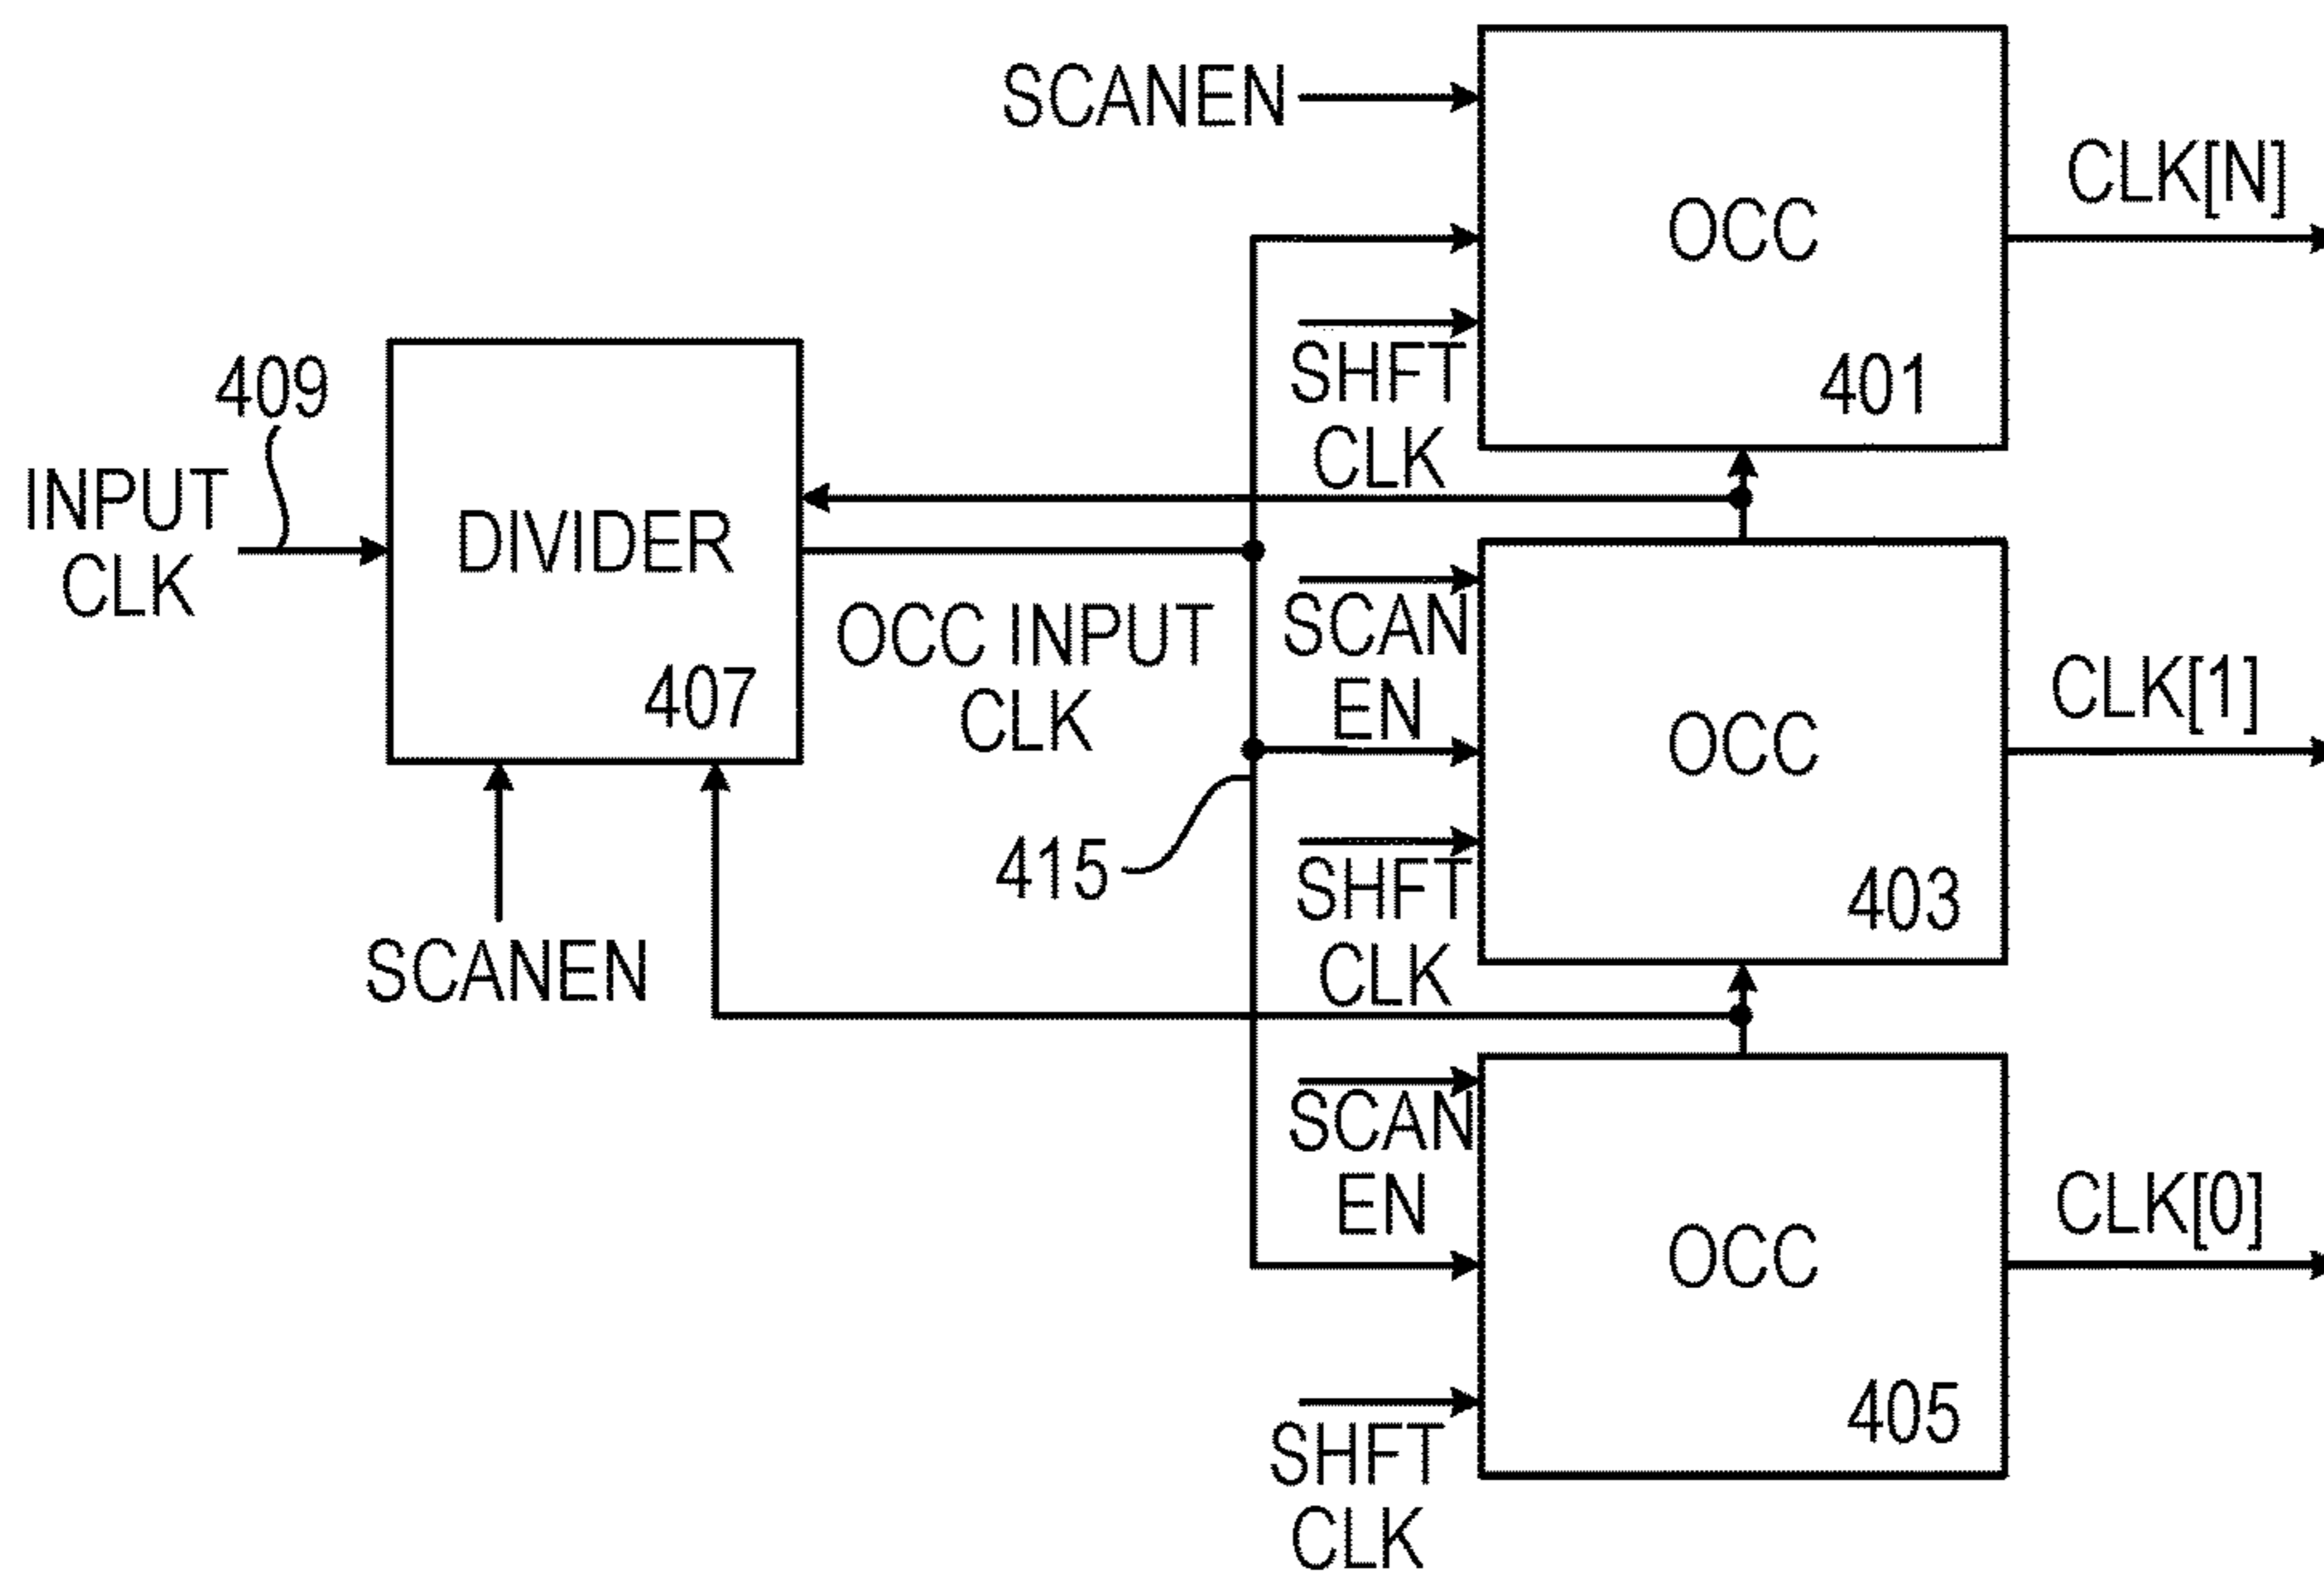 SCANEN
CLK[N]
OCC
409
SHFT
CLK
401
INPUT
CLK
DIVIDER
OCC INPUT
CLK
407
SCAN
EN
CLK[1]
OCC
415
SHFT
CLK
403
SCANEN
SCAN
EN
CLK[0]
OCC
405
SHFT
CLK